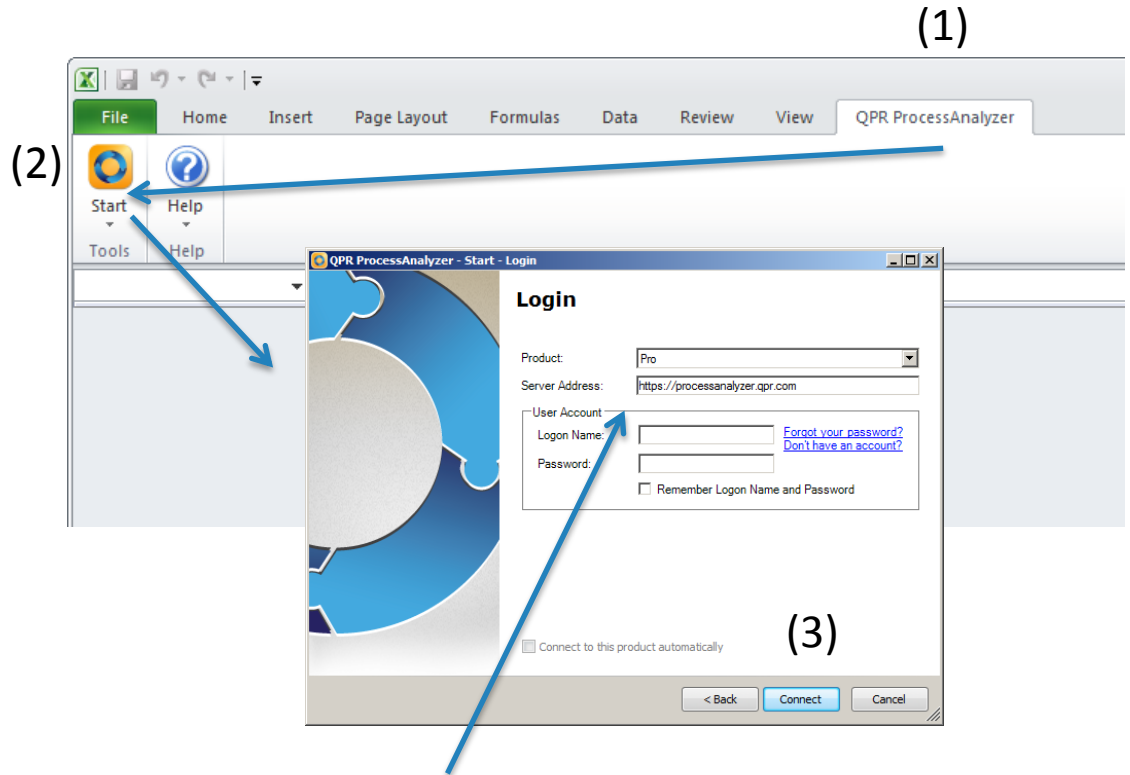 (1)
File Home Insert Page Layout Formulas Data Review View QPR ProcessAnalyzer
(2)
Start Help
Tools Help
QPR ProcessAnalyzer - Start - Login
Login
Product: Pro
Server Address: https://processanalyzer.qpr.com
User Account
Logon Name: Forgot your password?
Don't have an account?
Password:
Remember Logon Name and Password
(3)
Connect to this product automatically
< Back Connect Cancel